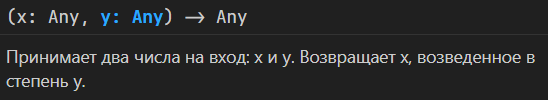 (x: Any, y: Any) -> Any
Принимает два числа на вход: x и y. Возвращает x, возведенное в
степень y.